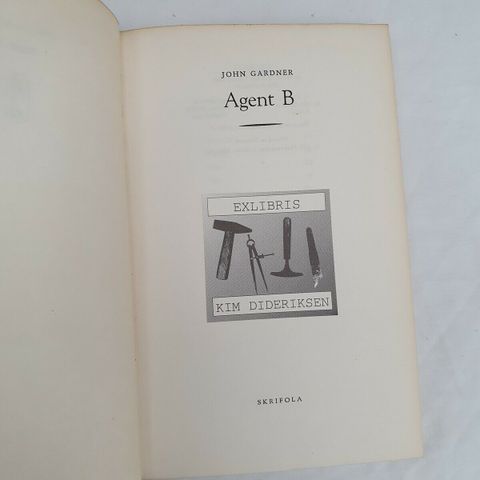 JOHN GARDNER
Agent B
EXLIBRIS
KIM DIDERIKSEN
SKRIFOLA